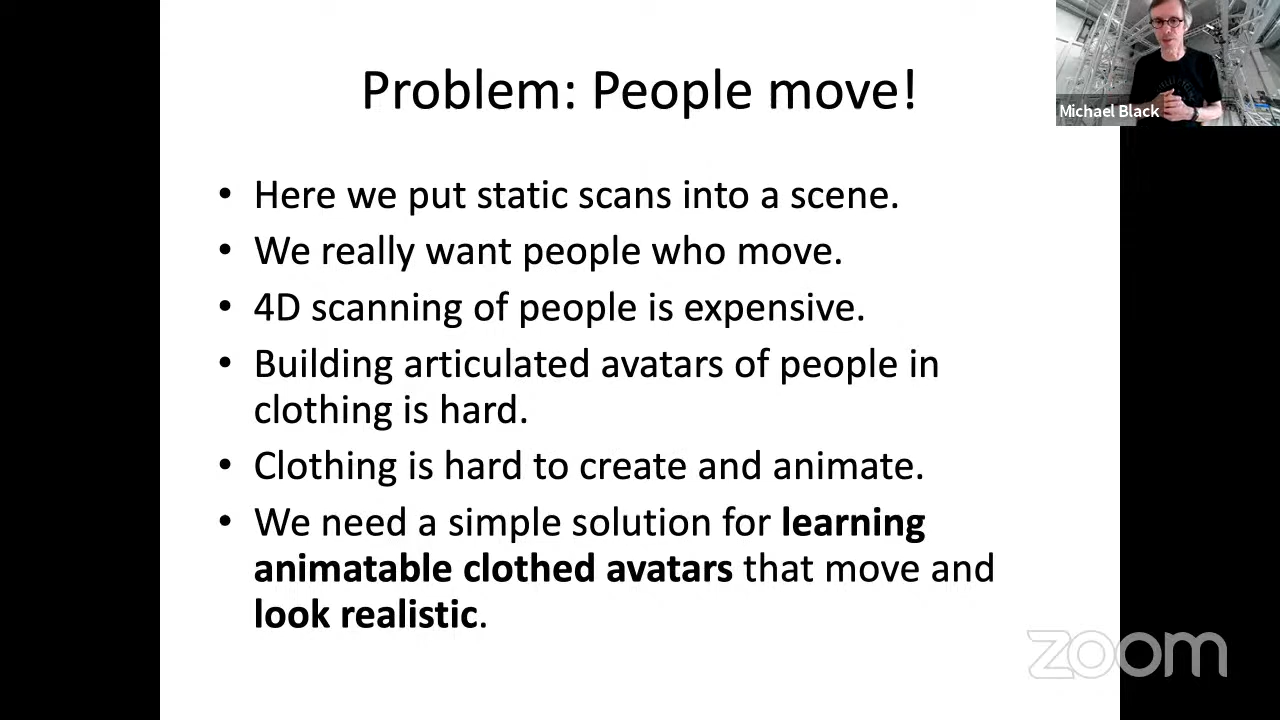 Problem: People move!
Michael Black
• Here we put static scans into a scene.
• We really want people who move.
• 4D scanning of people is expensive.
• Building articulated avatars of people in
clothing is hard.
• Clothing is hard to create and animate.
• We need a simple solution for learning
animatable clothed avatars that move and
look realistic.
zoom